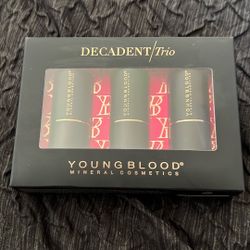 DECADENT/Trio
YOUNGBLOOD®
MINERAL COSMETICS